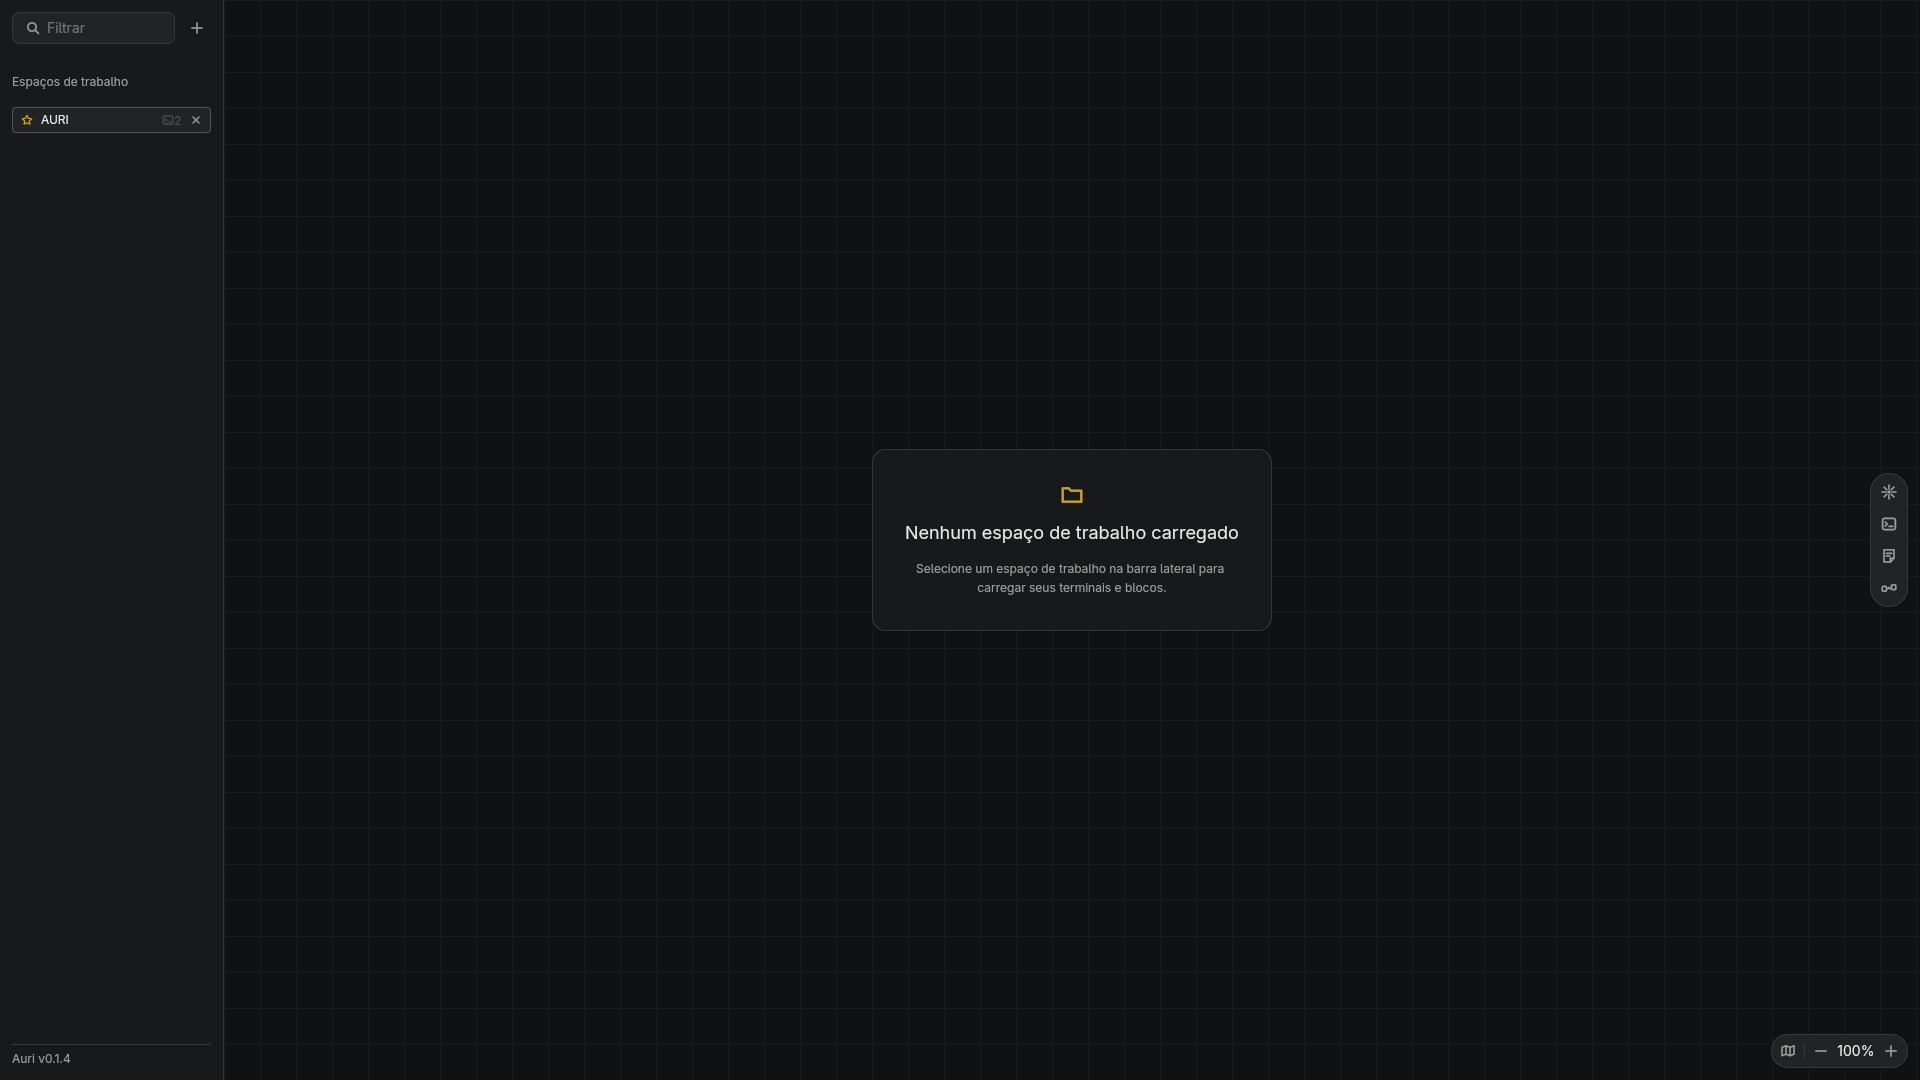 Filtrar
Espaços de trabalho
AURI
2
Nenhum espaço de trabalho carregado
Selecione um espaço de trabalho na barra lateral para
carregar seus terminais e blocos.
Auri v0.1.4
100%